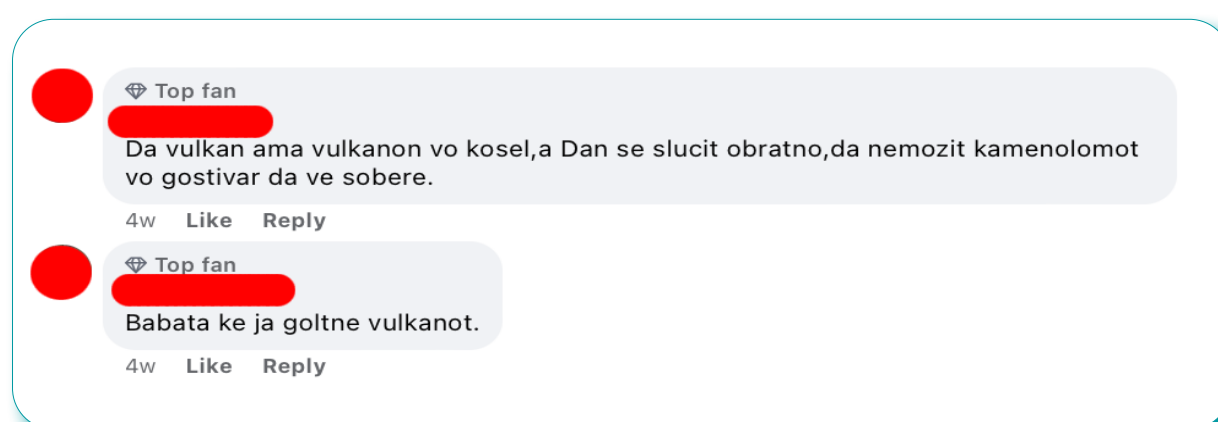 Top fan
Da vulkan ama vulkanon vo kosel,a Dan se slucit obratno,da nemozit kamenolomot
vo gostivar da ve sobere.
4w Like Reply
Top fan
Babata ke ja goltne vulkanot.
4w Like Reply